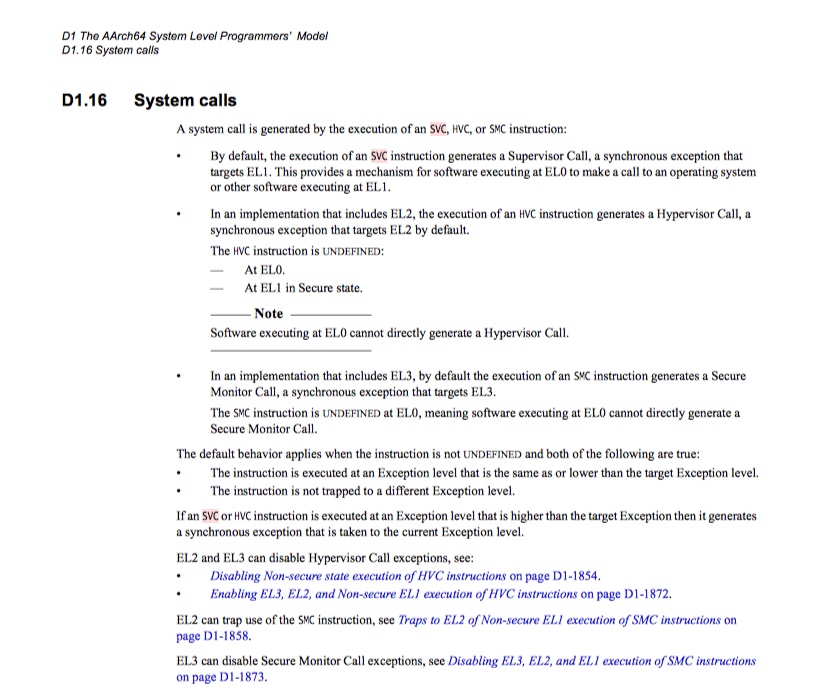 D1 The AArch64 System Level Programmers' Model
D1.16 System calls
D1.16 System calls
A system call is generated by the execution of an SVC, HVC, or SMC instruction:
• By default, the execution of an SVC instruction generates a Supervisor Call, a synchronous exception that
targets EL1. This provides a mechanism for software executing at EL0 to make a call to an operating system
or other software executing at EL1.
• In an implementation that includes EL2, the execution of an HVC instruction generates a Hypervisor Call, a
synchronous exception that targets EL2 by default.
The HVC instruction is UNDEFINED:
— At EL0.
— At EL1 in Secure state.
Note
Software executing at EL0 cannot directly generate a Hypervisor Call.
• In an implementation that includes EL3, by default the execution of an SMC instruction generates a Secure
Monitor Call, a synchronous exception that targets EL3.
The SMC instruction is UNDEFINED at EL0, meaning software executing at EL0 cannot directly generate a
Secure Monitor Call.
The default behavior applies when the instruction is not UNDEFINED and both of the following are true:
• The instruction is executed at an Exception level that is the same as or lower than the target Exception level.
• The instruction is not trapped to a different Exception level.
If an SVC or HVC instruction is executed at an Exception level that is higher than the target Exception then it generates
a synchronous exception that is taken to the current Exception level.
EL2 and EL3 can disable Hypervisor Call exceptions, see:
• Disabling Non-secure state execution of HVC instructions on page D1-1854.
• Enabling EL3, EL2, and Non-secure EL1 execution of HVC instructions on page D1-1872.
EL2 can trap use of the SMC instruction, see Traps to EL2 of Non-secure EL1 execution of SMC instructions on
page D1-1858.
EL3 can disable Secure Monitor Call exceptions, see Disabling EL3, EL2, and EL1 execution of SMC instructions
on page D1-1873.